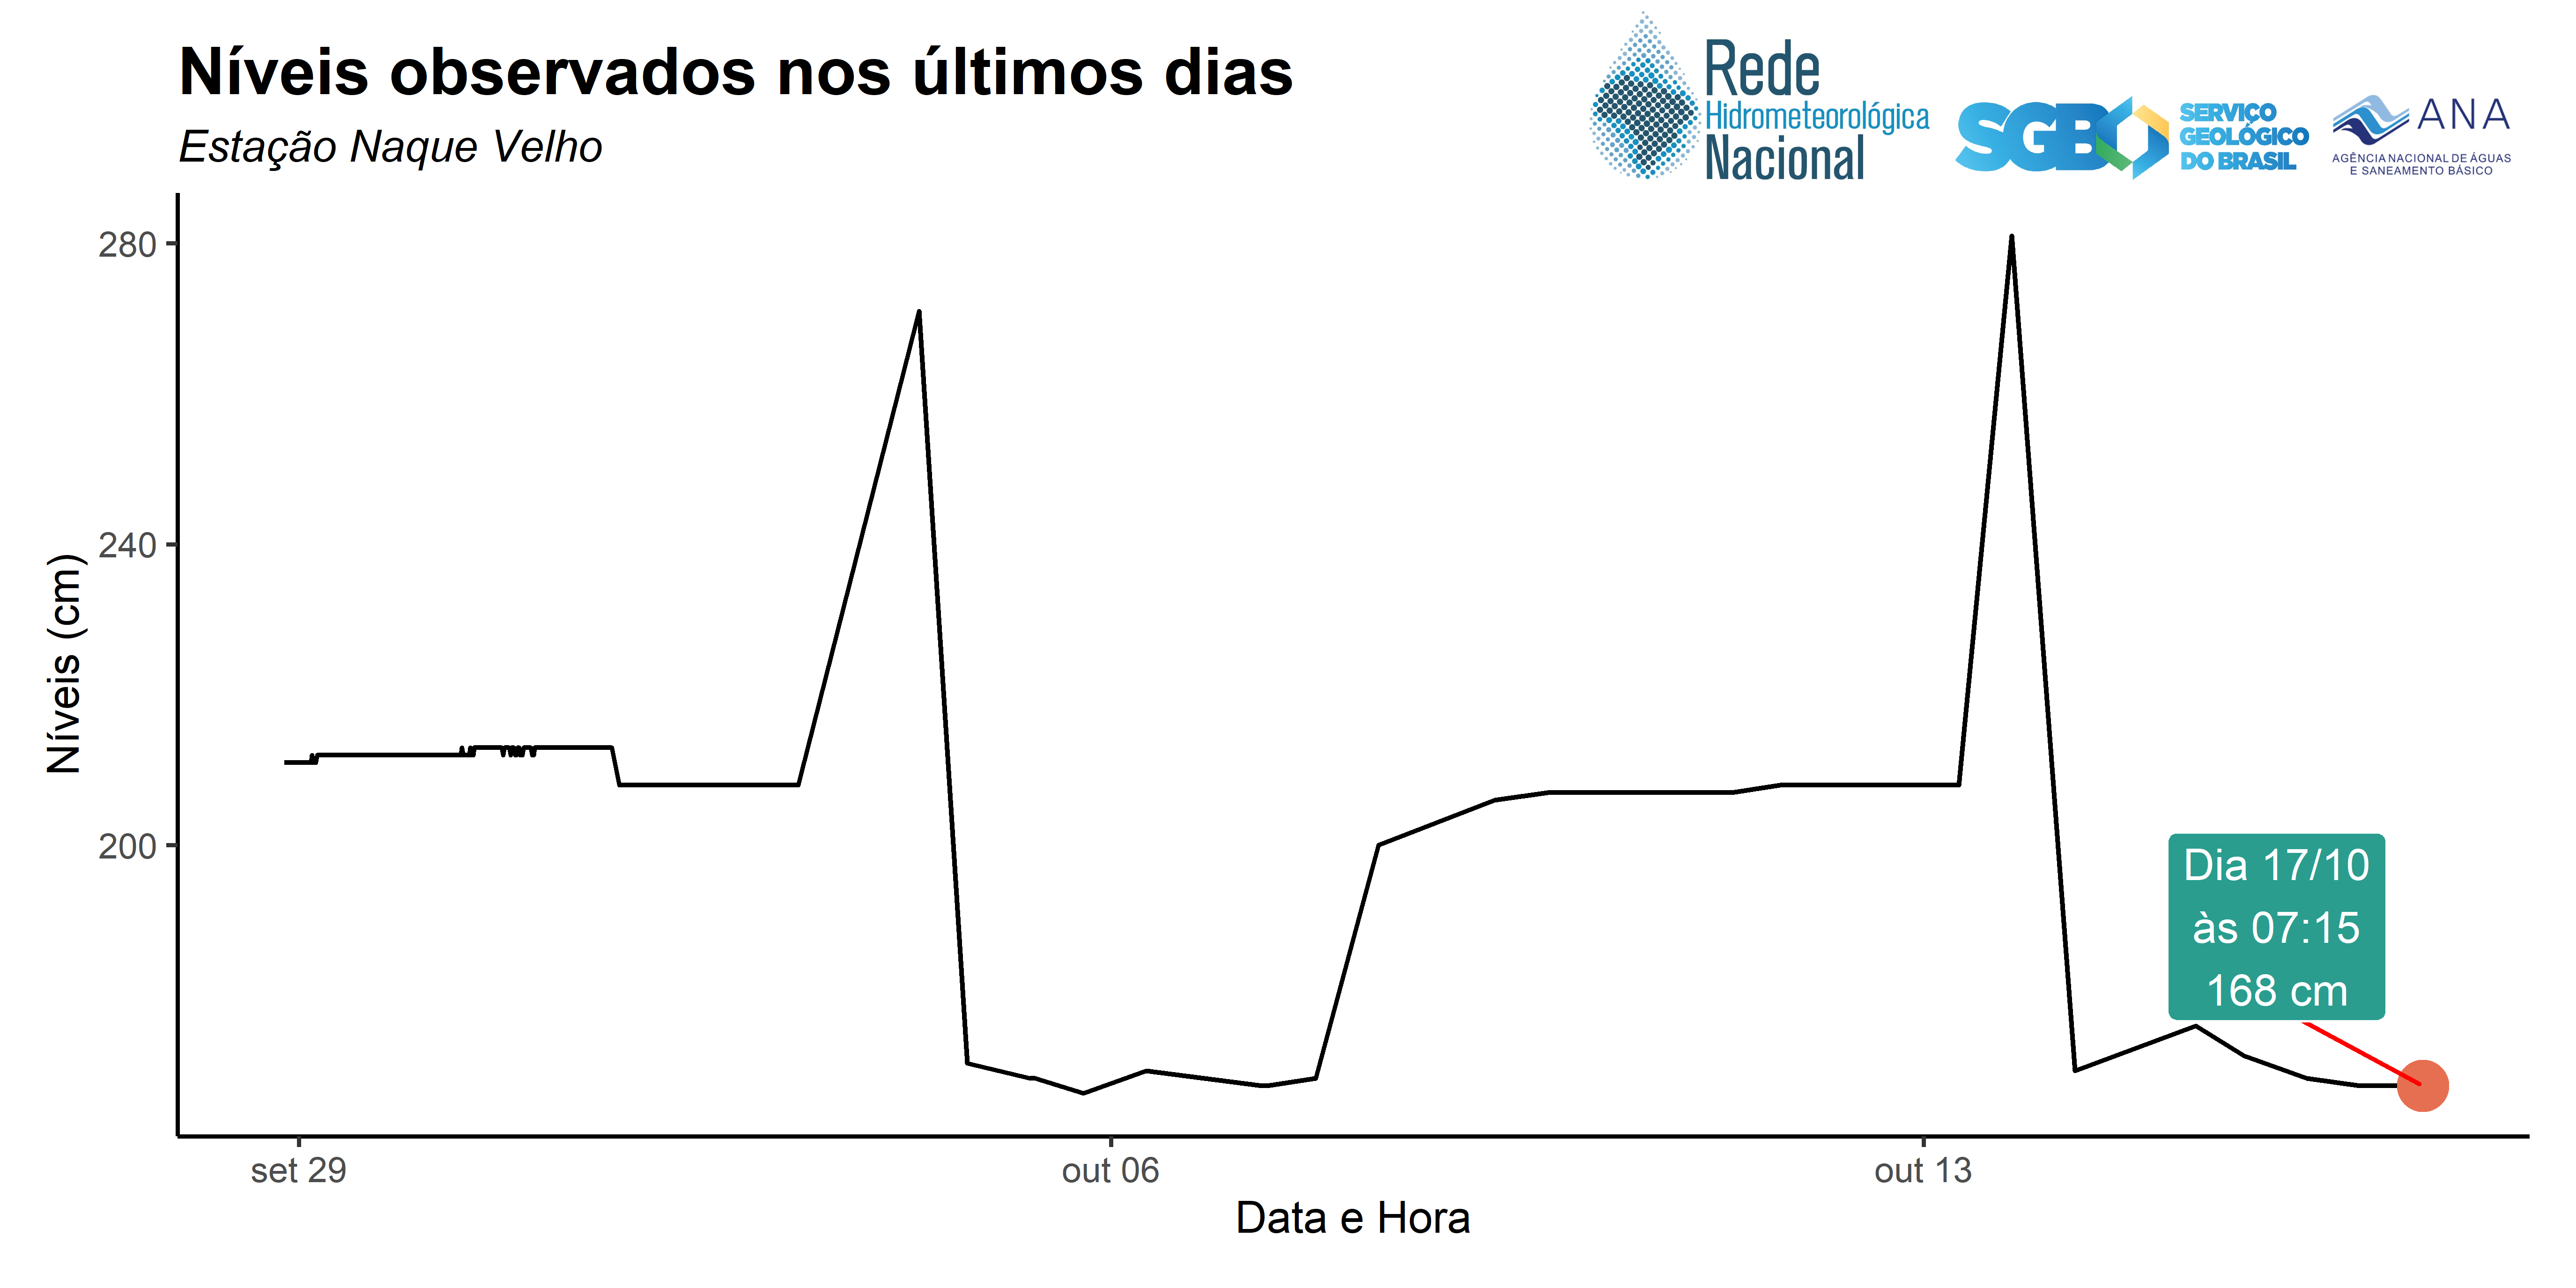 Níveis observados nos últimos dias
Estação Naque Velho
Rede
Hidrometeorológica
Nacional
SGB
SERVIÇO
GEOLÓGICO
DO BRASIL
ANA
AGÊNCIA NACIONAL DE ÁGUAS
E SANEAMENTO BÁSICO
Níveis (cm)
280
240
200
Dia 17/10
às 07:15
168 cm
set 29
out 06
out 13
Data e Hora